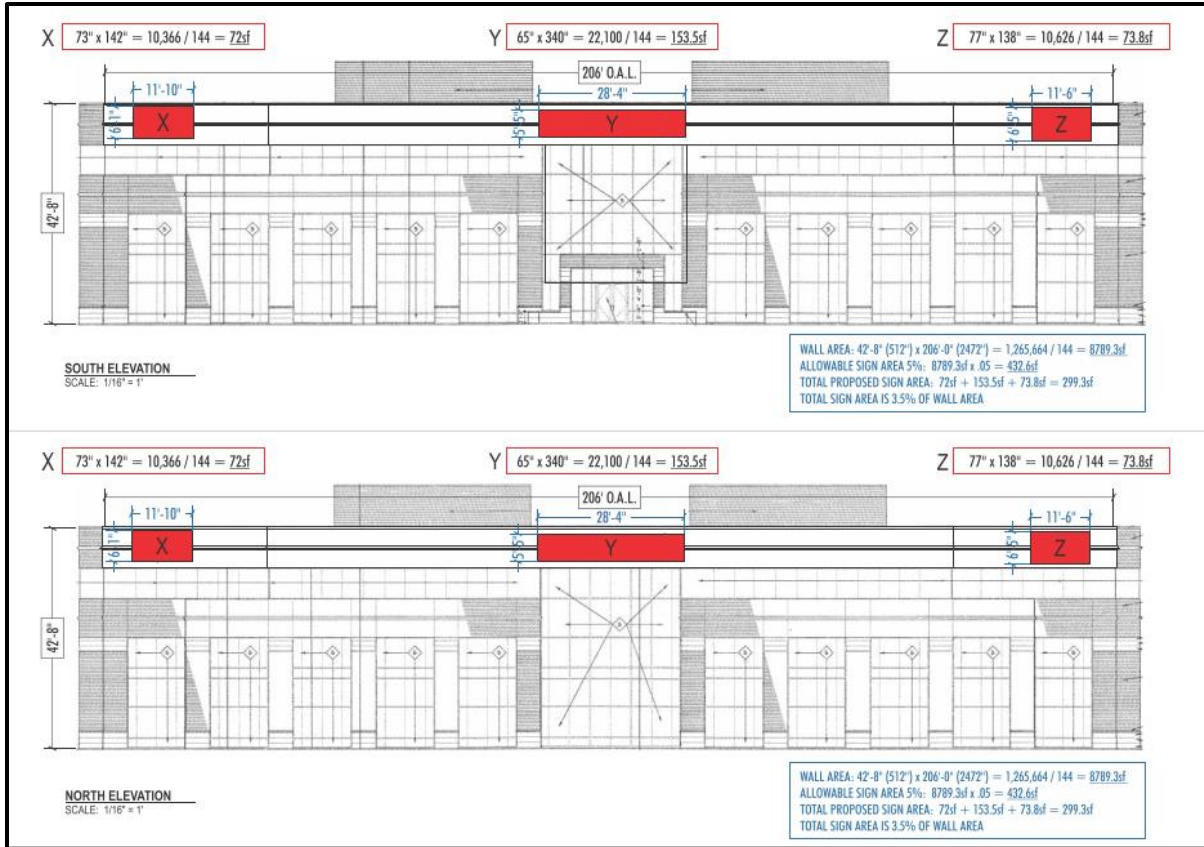 X 73" x 142" = 10,366 / 144 = 72sf
Y 65" x 340" = 22,100 / 144 = 153.5sf
Z 77" x 138" = 10,626 / 144 = 73.8sf
206' O.A.L.
11'-10"
28'-4"
11'-6"
6'-1"
X
5'-5"
Y
6'-5"
Z
42'-8"
WALL AREA: 42'-8" (512") x 206'-0" (2472") = 1,265,664 / 144 = 8789.3sf
ALLOWABLE SIGN AREA 5%: 8789.3sf x .05 = 432.6sf
TOTAL PROPOSED SIGN AREA: 72sf + 153.5sf + 73.8sf = 299.3sf
TOTAL SIGN AREA IS 3.5% OF WALL AREA
SOUTH ELEVATION
SCALE: 1/16" = 1'
X 73" x 142" = 10,366 / 144 = 72sf
Y 65" x 340" = 22,100 / 144 = 153.5sf
Z 77" x 138" = 10,626 / 144 = 73.8sf
206' O.A.L.
11'-10"
28'-4"
11'-6"
6'-1"
X
5'-5"
Y
6'-5"
Z
42'-8"
WALL AREA: 42'-8" (512") x 206'-0" (2472") = 1,265,664 / 144 = 8789.3sf
ALLOWABLE SIGN AREA 5%: 8789.3sf x .05 = 432.6sf
TOTAL PROPOSED SIGN AREA: 72sf + 153.5sf + 73.8sf = 299.3sf
TOTAL SIGN AREA IS 3.5% OF WALL AREA
NORTH ELEVATION
SCALE: 1/16" = 1'